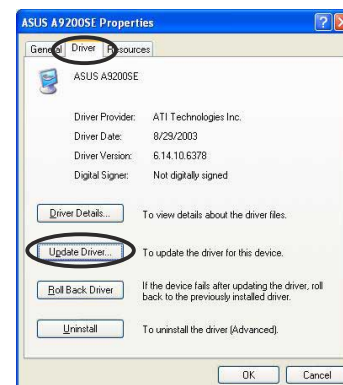 ASUS A9200SE Properties
General Driver Resources
ASUS A9200SE
Driver Provider: ATI Technologies Inc.
Driver Date: 8/29/2003
Driver Version: 6.14.10.6378
Digital Signer: Not digitally signed
Driver Details... To view details about the driver files.
Update Driver... To update the driver for this device.
Roll Back Driver If the device fails after updating the driver, roll
back to the previously installed driver.
Uninstall To uninstall the driver (Advanced).
OK Cancel